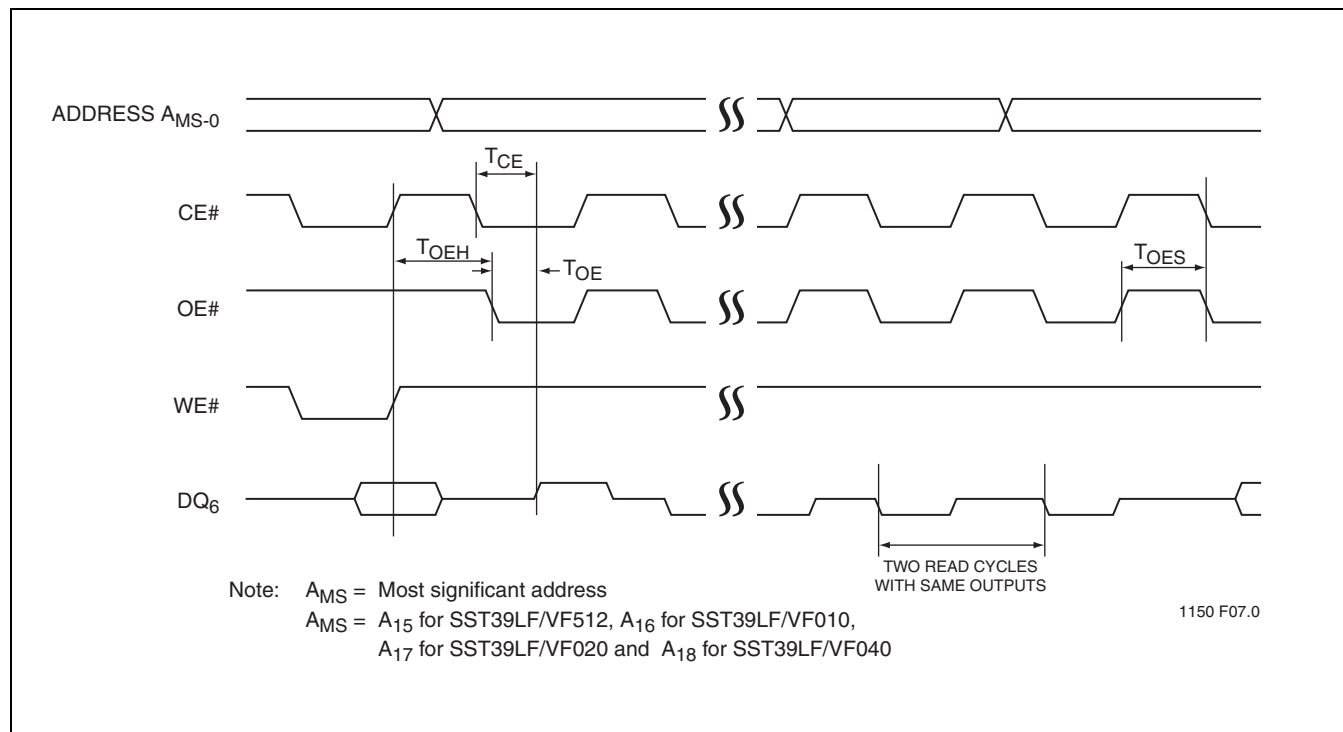 ADDRESS AMS-0
TCE
CE#
TOEH
TOE
TOES
OE#
WE#
DQ6
TWO READ CYCLES
WITH SAME OUTPUTS
Note: AMS = Most significant address
AMS = A15 for SST39LF/VF512, A16 for SST39LF/VF010,
A17 for SST39LF/VF020 and A18 for SST39LF/VF040
1150 F07.0